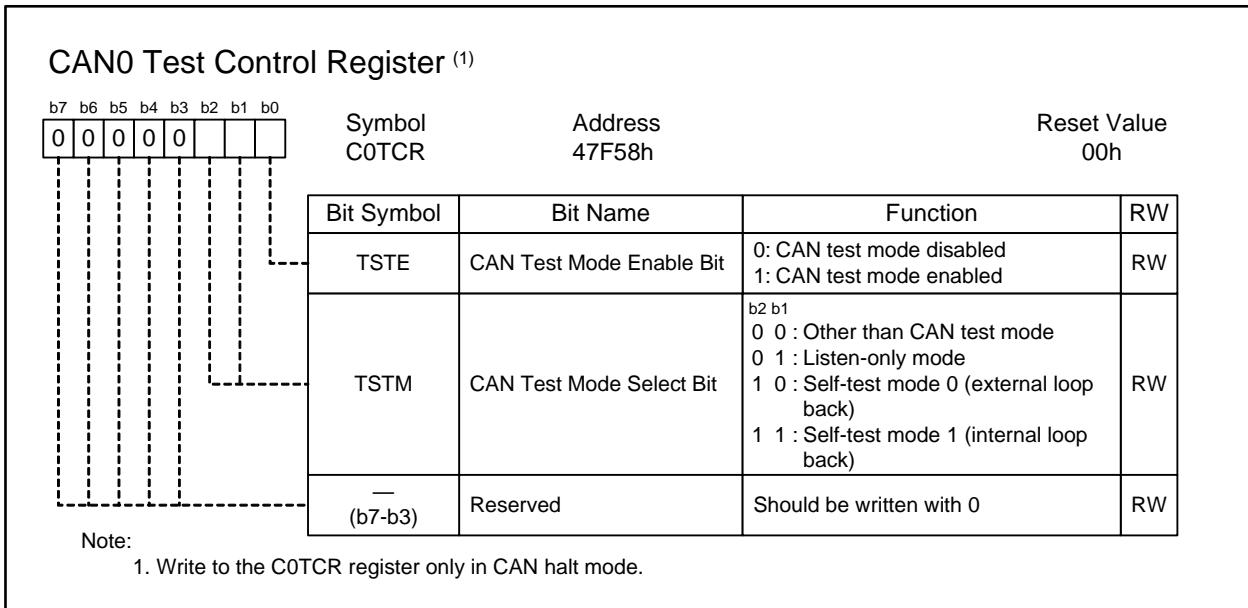 CAN0 Test Control Register (1)
b7 b6 b5 b4 b3 b2 b1 b0
0 0 0 0 0
Symbol Address Reset Value
C0TCR 47F58h 00h
Bit Symbol Bit Name Function RW
TSTE CAN Test Mode Enable Bit 0: CAN test mode disabled RW
1: CAN test mode enabled
b2 b1
0 0 : Other than CAN test mode
0 1 : Listen-only mode
TSTM CAN Test Mode Select Bit 1 0 : Self-test mode 0 (external loop RW
back)
1 1 : Self-test mode 1 (internal loop
back)
— Reserved Should be written with 0 RW
(b7-b3)
Note:
1. Write to the C0TCR register only in CAN halt mode.